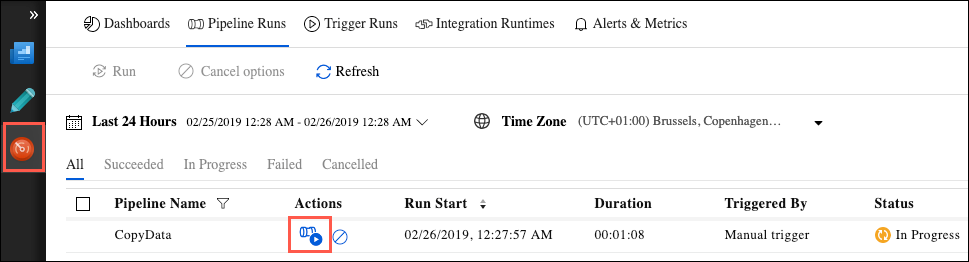 »
Dashboards Pipeline Runs Trigger Runs Integration Runtimes Alerts & Metrics
Run Cancel options Refresh
Last 24 Hours 02/25/2019 12:28 AM - 02/26/2019 12:28 AM Time Zone (UTC+01:00) Brussels, Copenhagen…
All Succeeded In Progress Failed Cancelled
Pipeline Name Actions Run Start Duration Triggered By Status
CopyData 02/26/2019, 12:27:57 AM 00:01:08 Manual trigger In Progress